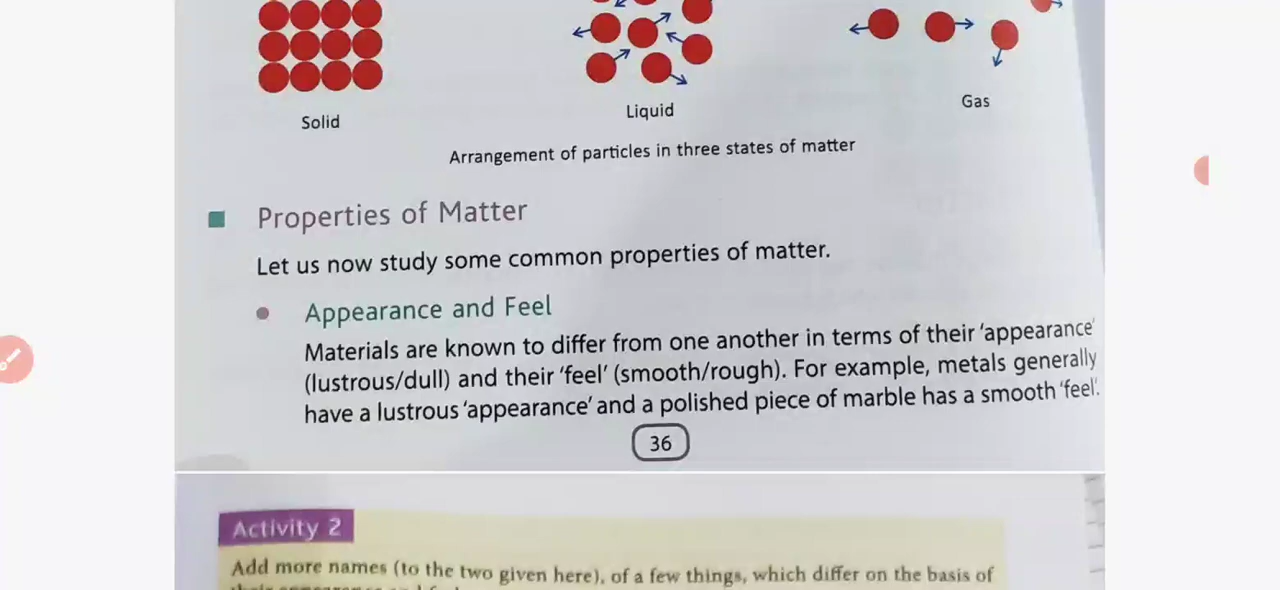 Solid
Liquid
Gas
Arrangement of particles in three states of matter
Properties of Matter
Let us now study some common properties of matter.
Appearance and Feel
Materials are known to differ from one another in terms of their 'appearance'
(lustrous/dull) and their 'feel' (smooth/rough). For example, metals generally
have a lustrous 'appearance' and a polished piece of marble has a smooth 'feel'.
36
Activity 2
Add more names (to the two given here), of a few things, which differ on the basis of